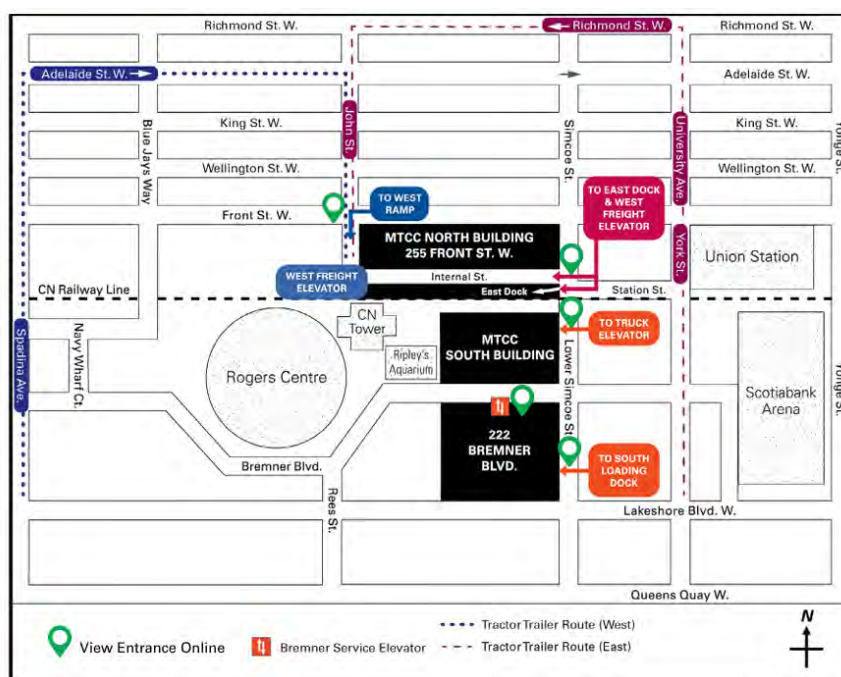 Richmond St. W.
Richmond St. W.
Richmond St. W.
Adelaide St. W.
Adelaide St. W.
Blue Jays Way
John St.
Simcoe St.
University Ave.
Yonge St.
King St. W.
King St. W.
Wellington St. W.
Wellington St. W.
Front St. W.
TO WEST
RAMP
TO EAST DOCK
& WEST
FREIGHT
ELEVATOR
MTCC NORTH BUILDING
255 FRONT ST. W.
York St.
Union Station
WEST FREIGHT
ELEVATOR
Internal St.
East Dock
Station St.
CN Railway Line
Spadina Ave.
Navy Wharf Ct.
CN
Tower
Rogers Centre
Ripley's
Aquarium
MTCC
SOUTH BUILDING
Lower Simcoe St.
TO TRUCK
ELEVATOR
Scotiabank
Arena
Yonge St.
222
BREMNER
BLVD.
TO SOUTH
LOADING
DOCK
Bremner Blvd.
Rees St.
Lakeshore Blvd. W.
Queens Quay W.
View Entrance Online
Bremner Service Elevator
Tractor Trailer Route (West)
Tractor Trailer Route (East)
N